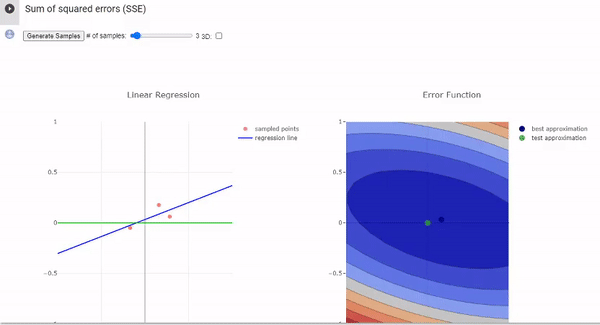 Sum of squared errors (SSE)
Generate Samples # of samples: 3 3D:
Linear Regression
Error Function
sampled points
regression line
best approximation
test approximation
1
0.5
0
−0.5
1
0.5
0
−0.5